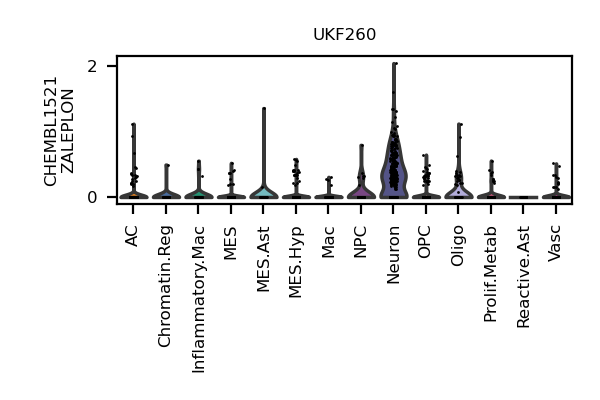 UKF260
CHEMBL1521
ZALEPLON
2
0
AC
Chromatin.Reg
Inflammatory.Mac
MES
MES.Ast
MES.Hyp
Mac
NPC
Neuron
OPC
Oligo
Prolif.Metab
Reactive.Ast
Vasc